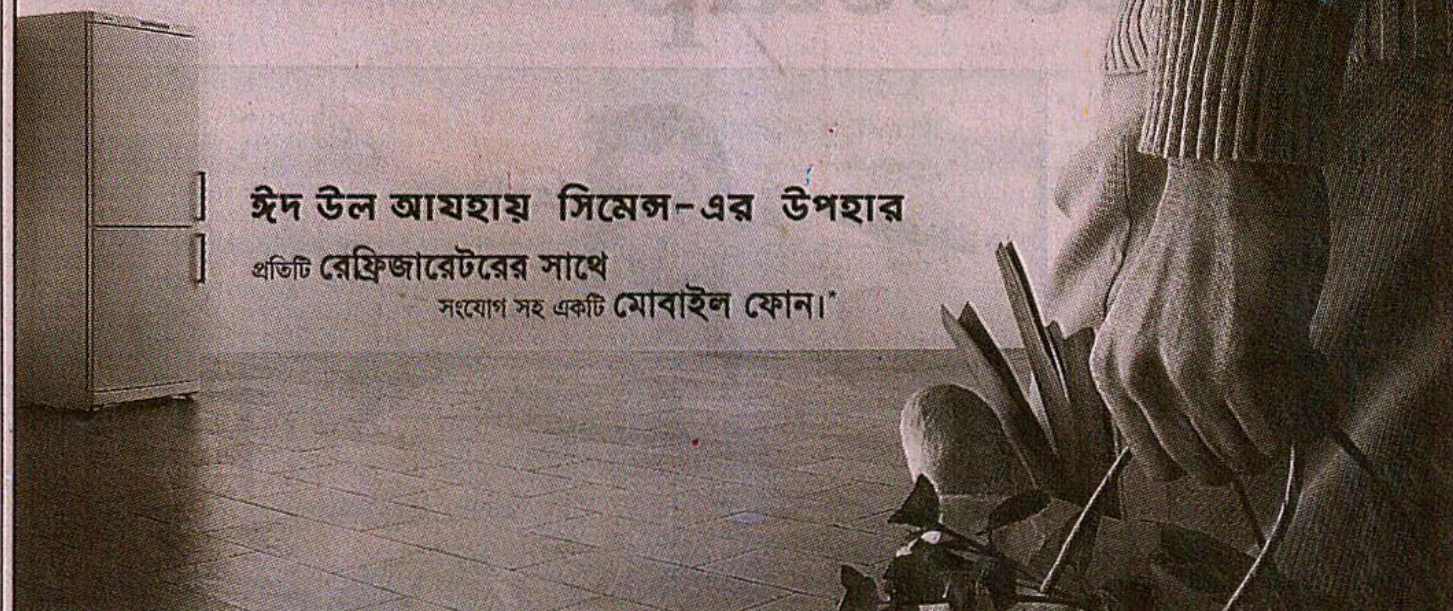 ঈদ উল আযহায় সিমেন্স-এর উপহার
প্রতিটি রেফ্রিজারেটরের সাথে
সংযোগ সহ একটি মোবাইল ফোন।*